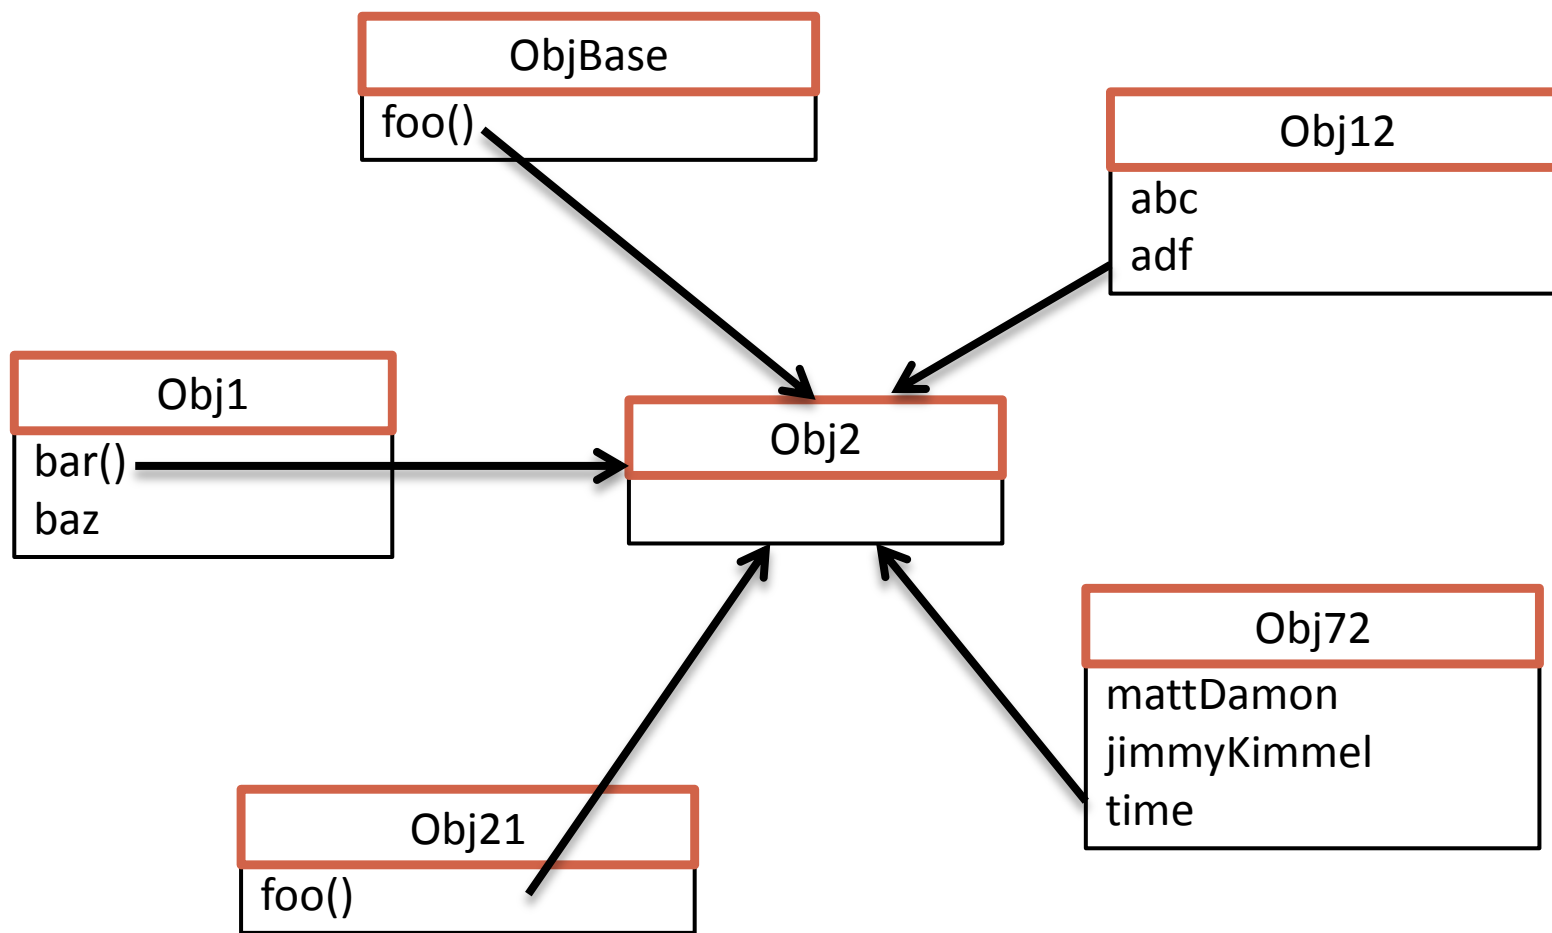 ObjBase
foo()
Obj12
abc
adf
Obj1
bar()
baz
Obj2
Obj72
mattDamon
jimmyKimmel
time
Obj21
foo()